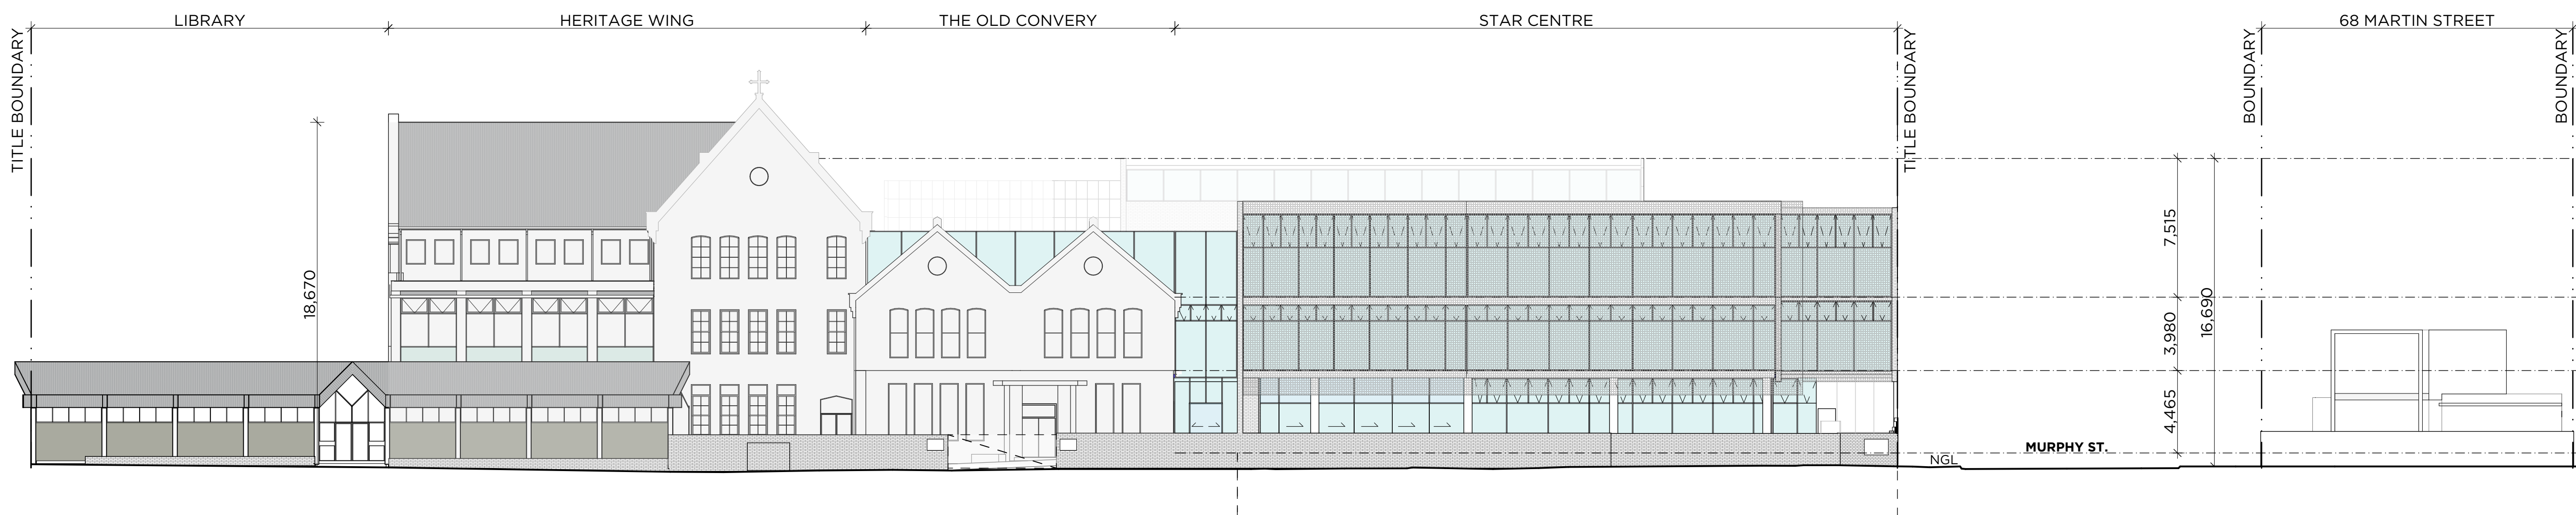 LIBRARY
HERITAGE WING
THE OLD CONVERY
STAR CENTRE
68 MARTIN STREET
TITLE BOUNDARY
TITLE BOUNDARY
BOUNDARY
BOUNDARY
18,670
7,515
3,980
16,690
4,465
MURPHY ST.
NGL